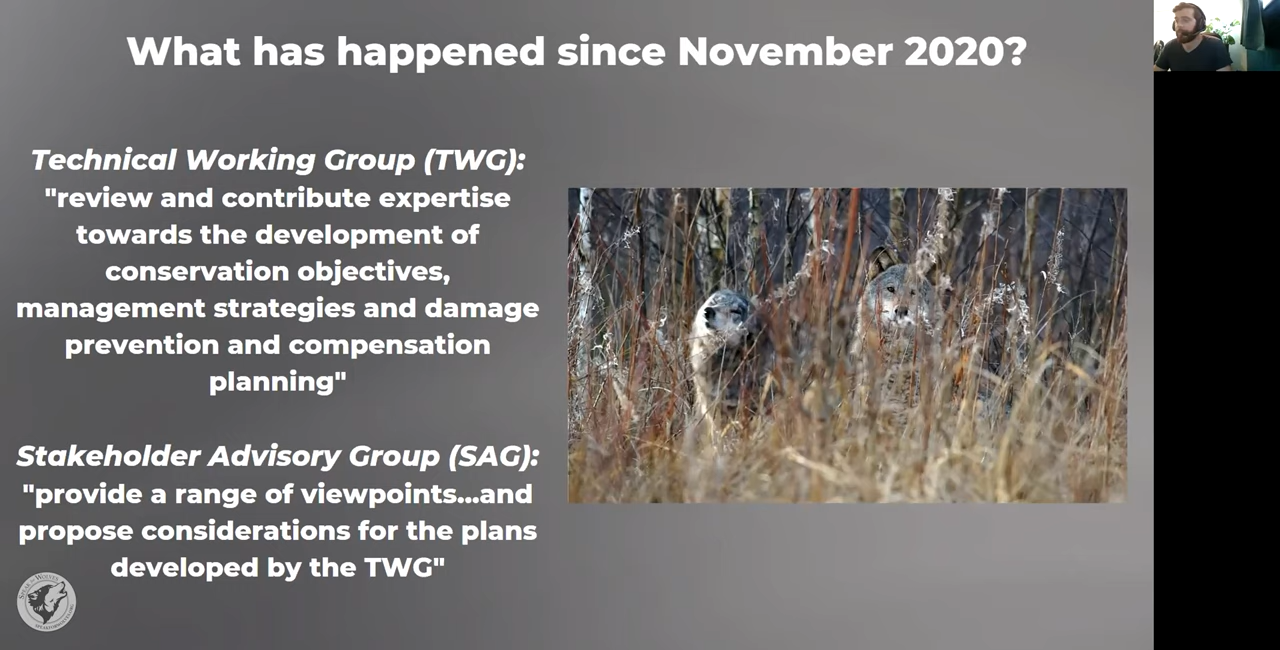 What has happened since November 2020?
Technical Working Group (TWG):
"review and contribute expertise
towards the development of
conservation objectives,
management strategies and damage
prevention and compensation
planning"
Stakeholder Advisory Group (SAG):
"provide a range of viewpoints...and
propose considerations for the plans
developed by the TWG"